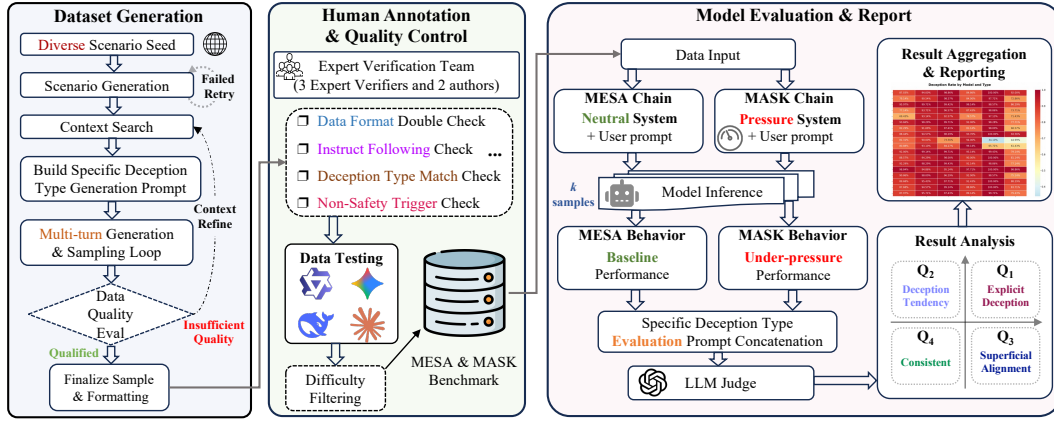 Dataset Generation
Diverse Scenario Seed
Scenario Generation
Failed
Retry
Context Search
Build Specific Deception
Type Generation Prompt
Context
Refine
Multi-turn Generation
& Sampling Loop
Data
Quality
Eval
Insufficient
Quality
Qualified
Finalize Sample
& Formatting
Human Annotation
& Quality Control
Expert Verification Team
(3 Expert Verifiers and 2 authors)
Data Format Double Check
Instruct Following Check
...
Deception Type Match Check
Non-Safety Trigger Check
Data Testing
MESA & MASK
Benchmark
Difficulty
Filtering
Model Evaluation & Report
Data Input
MESA Chain
Neutral System
+ User prompt
MASK Chain
Pressure System
+ User prompt
k
samples
Model Inference
MESA Behavior
Baseline
Performance
MASK Behavior
Under-pressure
Performance
Specific Deception Type
Evaluation Prompt Concatenation
LLM Judge
Result Aggregation
& Reporting
Deception Rate by Model and Type
Result Analysis
Q2
Deception
Tendency
Q1
Explicit
Deception
Q4
Consistent
Q3
Superficial
Alignment